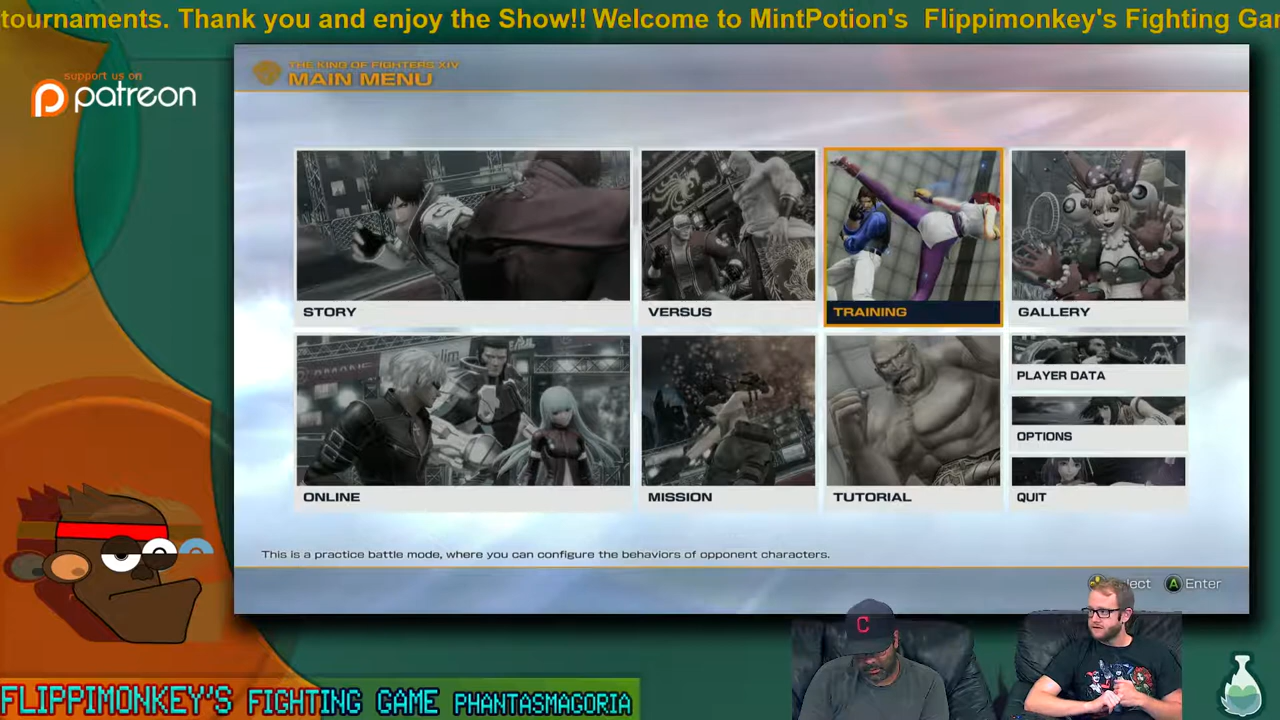 tournaments. Thank you and enjoy the Show!! Welcome to MintPotion's Flippimonkey's Fighting Gam
support us on
patreon
THE KING OF FIGHTERS XIV
MAIN MENU
STORY
VERSUS
TRAINING
GALLERY
ONLINE
MISSION
TUTORIAL
PLAYER DATA
OPTIONS
QUIT
This is a practice battle mode, where you can configure the behaviors of opponent characters.
A Enter
C
FLIPPIMONKEY'S FIGHTING GAME PHANTASMAGORIA